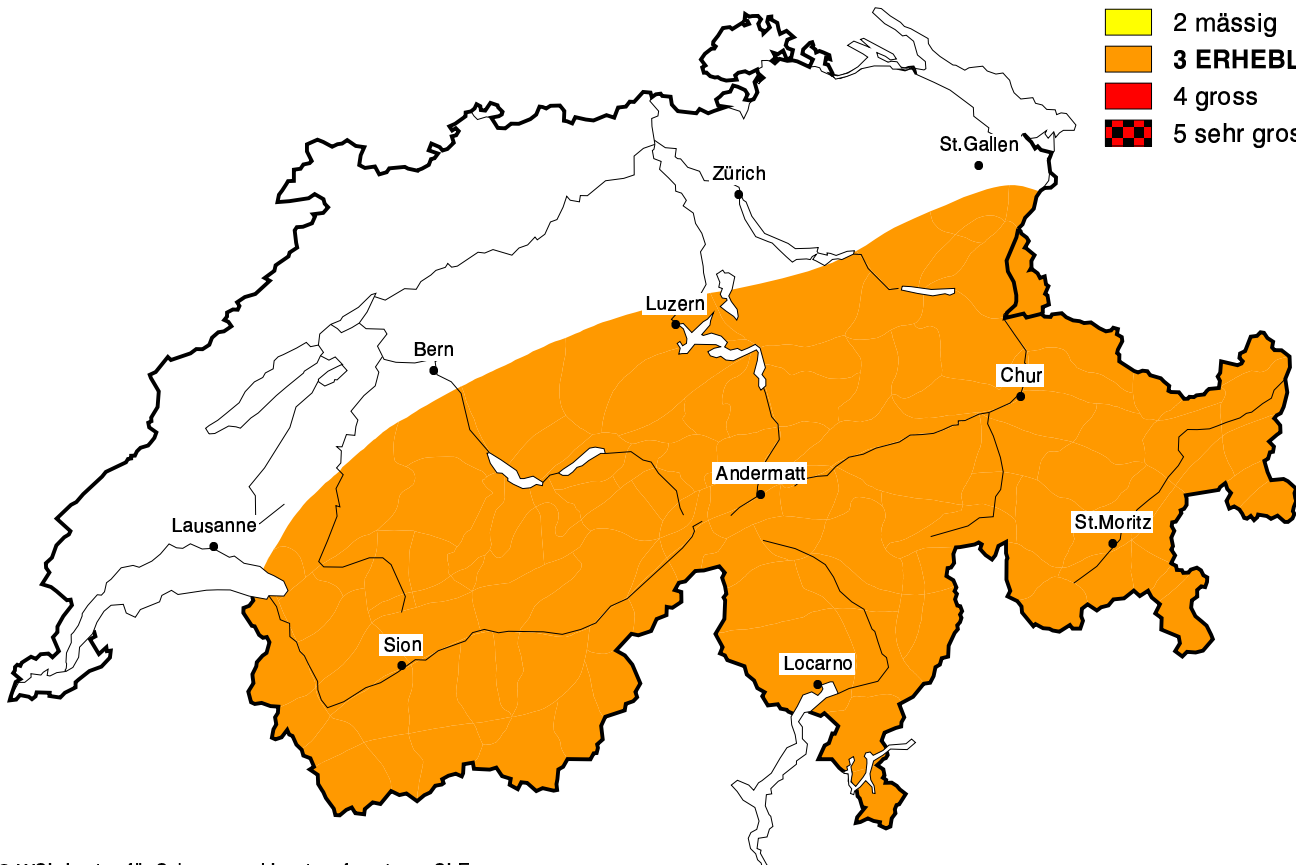 2 mässig
3 ERHEBL
4 gross
5 sehr gros
St.Gallen
Zürich
Luzern
Bern
Chur
Andermatt
Lausanne
St.Moritz
Sion
Locarno